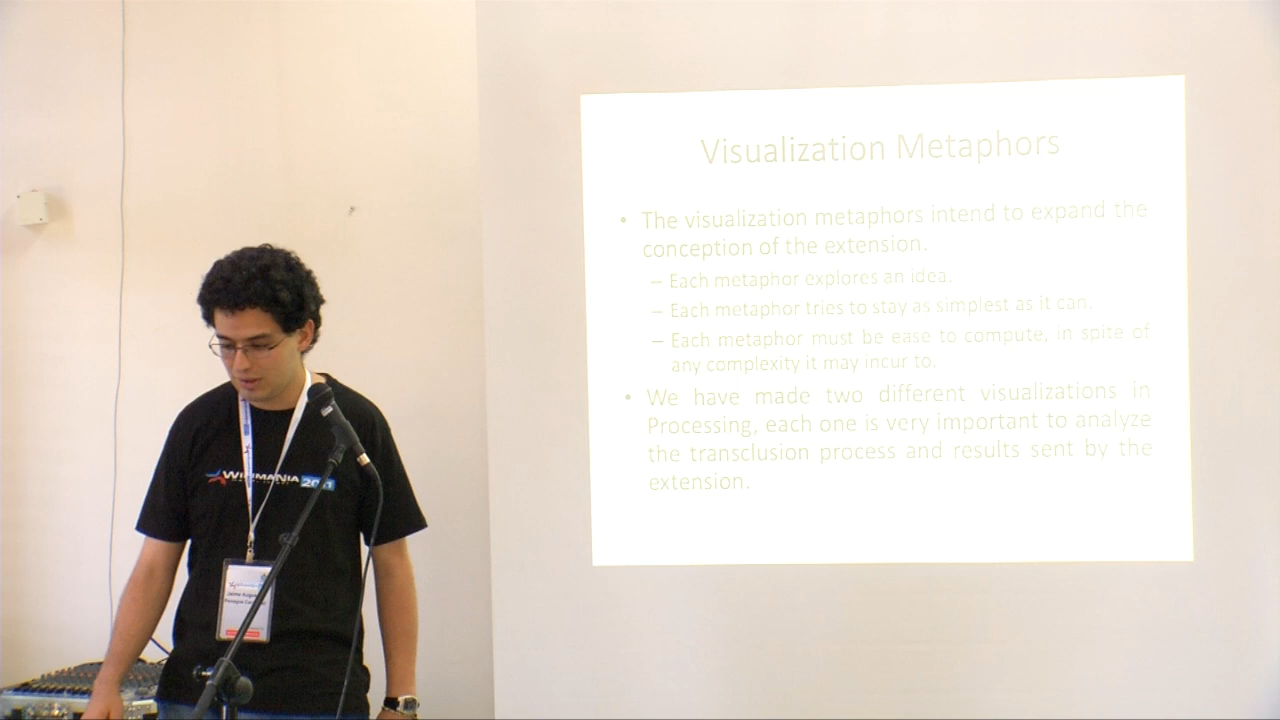 Visualization Metaphors
• The visualization metaphors intend to expand the
conception of the extension.
– Each metaphor explores an idea.
– Each metaphor tries to stay as simplest as it can.
– Each metaphor must be ease to compute, in spite of
any complexity it may incur to.
• We have made two different visualizations in
Processing, each one is very important to analyze
the transclusion process and results sent by the
extension.
WIKIMANIA 2011
Jaime